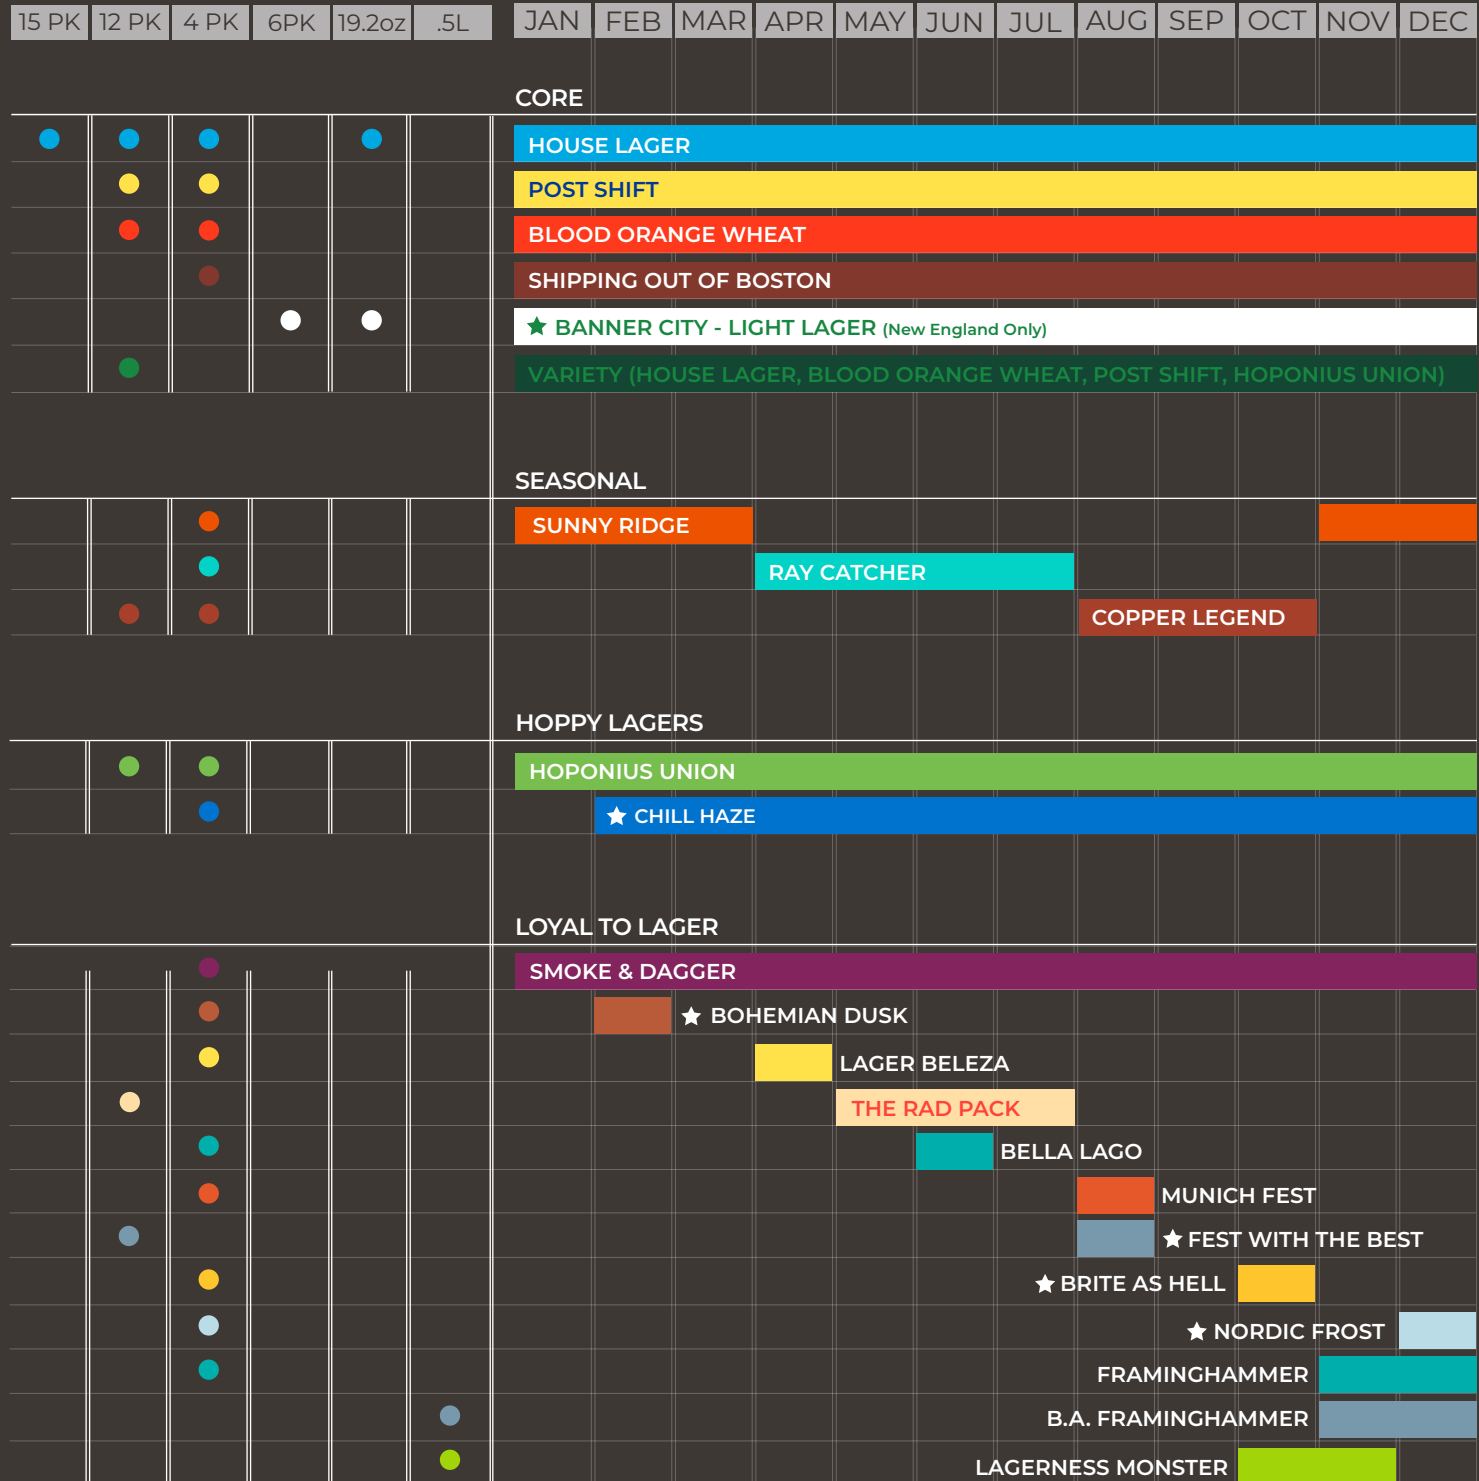 15 PK 12 PK 4 PK 6PK 19.2oz .5L JAN FEB MAR APR MAY JUN JUL AUG SEP OCT NOV DEC
CORE
HOUSE LAGER
POST SHIFT
BLOOD ORANGE WHEAT
SHIPPING OUT OF BOSTON
★ BANNER CITY - LIGHT LAGER (New England Only)
VARIETY (HOUSE LAGER, BLOOD ORANGE WHEAT, POST SHIFT, HOPONIUS UNION)
SEASONAL
SUNNY RIDGE
RAY CATCHER
COPPER LEGEND
HOPPY LAGERS
HOPONIUS UNION
★ CHILL HAZE
LOYAL TO LAGER
SMOKE & DAGGER
★ BOHEMIAN DUSK
LAGER BELEZA
THE RAD PACK
BELLA LAGO
MUNICH FEST
★ FEST WITH THE BEST
★ BRITE AS HELL
★ NORDIC FROST
FRAMINGHAMMER
B.A. FRAMINGHAMMER
LAGERNESS MONSTER